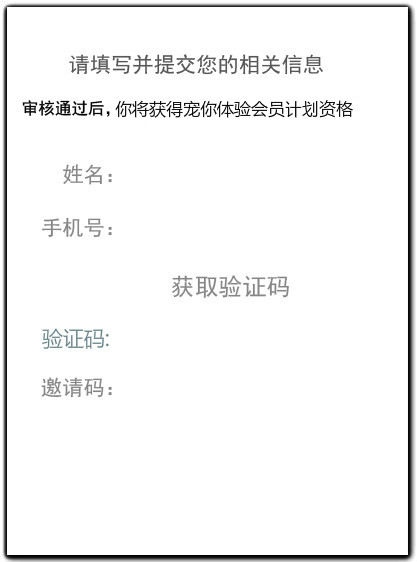 请填写并提交您的相关信息
审核通过后，你将获得宠你体验会员计划资格
姓名：
手机号：
获取验证码
验证码:
邀请码：